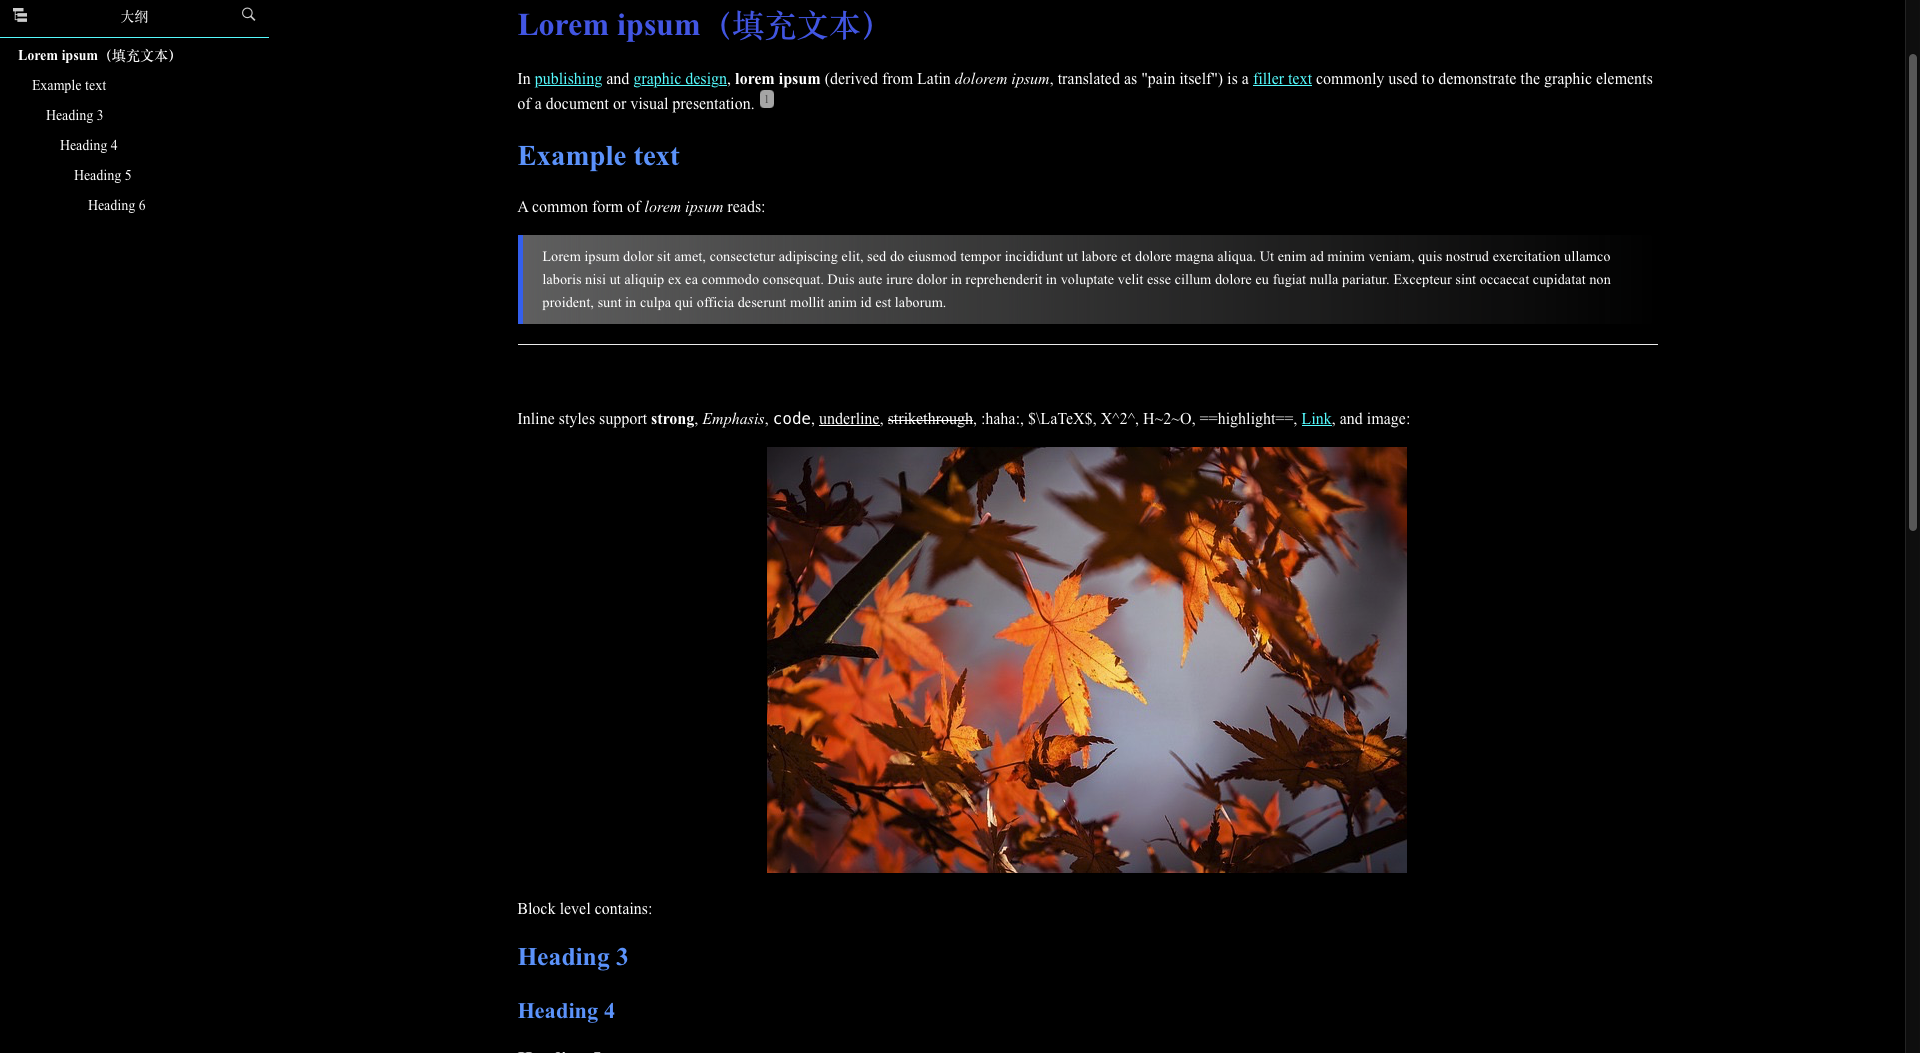 大纲
Lorem ipsum（填充文本）
Example text
Heading 3
Heading 4
Heading 5
Heading 6
Lorem ipsum（填充文本）
In publishing and graphic design, lorem ipsum (derived from Latin dolorem ipsum, translated as "pain itself") is a filler text commonly used to demonstrate the graphic elements
of a document or visual presentation. 1
Example text
A common form of lorem ipsum reads:
Lorem ipsum dolor sit amet, consectetur adipiscing elit, sed do eiusmod tempor incididunt ut labore et dolore magna aliqua. Ut enim ad minim veniam, quis nostrud exercitation ullamco
laboris nisi ut aliquip ex ea commodo consequat. Duis aute irure dolor in reprehenderit in voluptate velit esse cillum dolore eu fugiat nulla pariatur. Excepteur sint occaecat cupidatat non
proident, sunt in culpa qui officia deserunt mollit anim id est laborum.
Inline styles support strong, Emphasis, code, underline, strikethrough, :haha:, $\LaTeX$, X^2^, H~2~O, ==highlight==, Link, and image:
Block level contains:
Heading 3
Heading 4